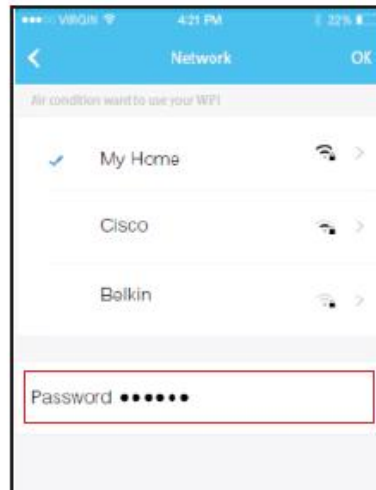 VIRGIN 4:21 PM 22%
Network OK
Air condition want to use your WIFI
My Home
Cisco
Belkin
Password ●●●●●●